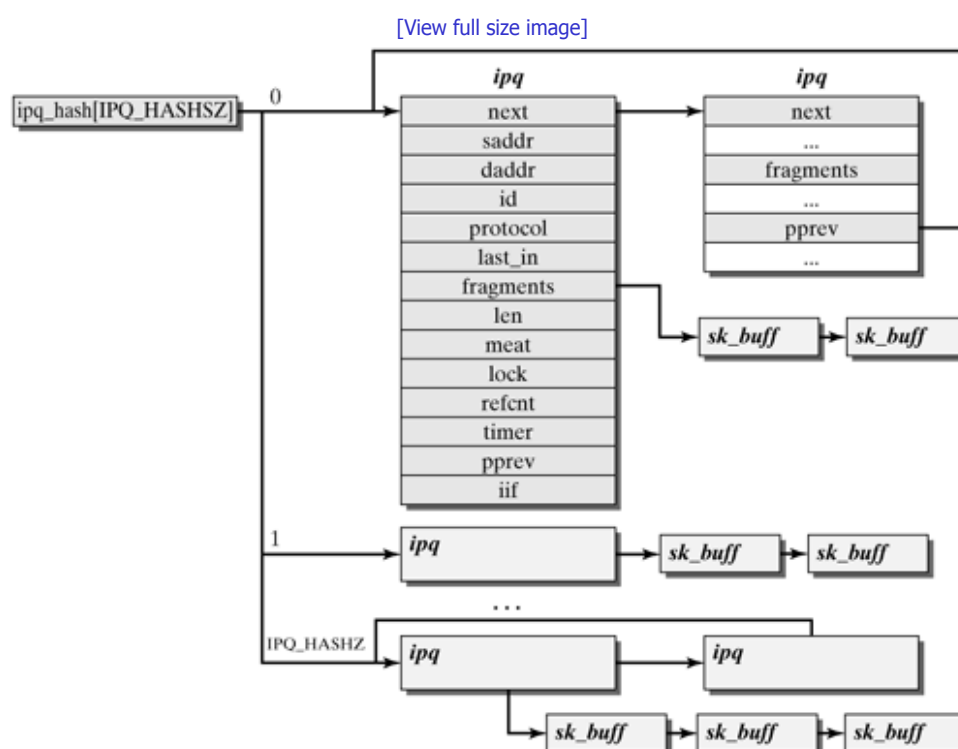 [View full size image]
ipq_hash[IPQ_HASHSZ]
0
ipq
next
saddr
daddr
id
protocol
last_in
fragments
len
meat
lock
refcnt
timer
pprev
iif
ipq
next
...
fragments
...
pprev
...
sk_buff
sk_buff
1
ipq
sk_buff
sk_buff
...
IPQ_HASHZ
ipq
ipq
sk_buff
sk_buff
sk_buff